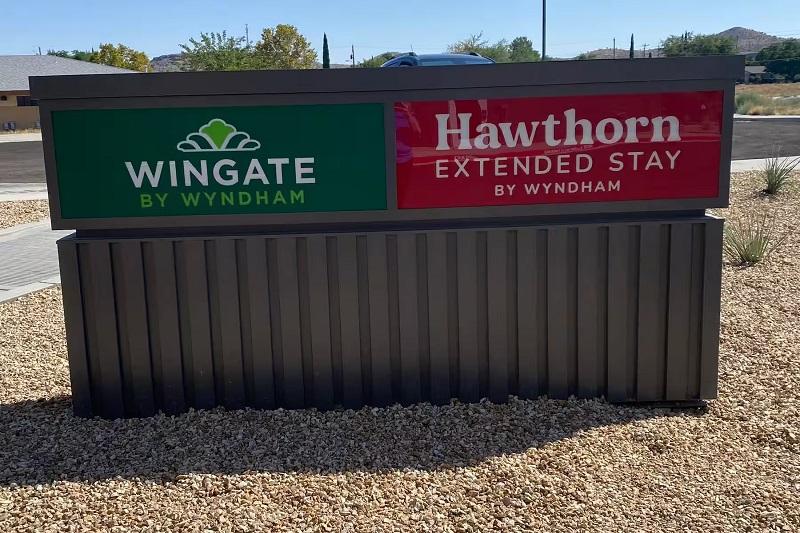 WINGATE
BY WYNDHAM
Hawthorn
EXTENDED STAY
BY WYNDHAM